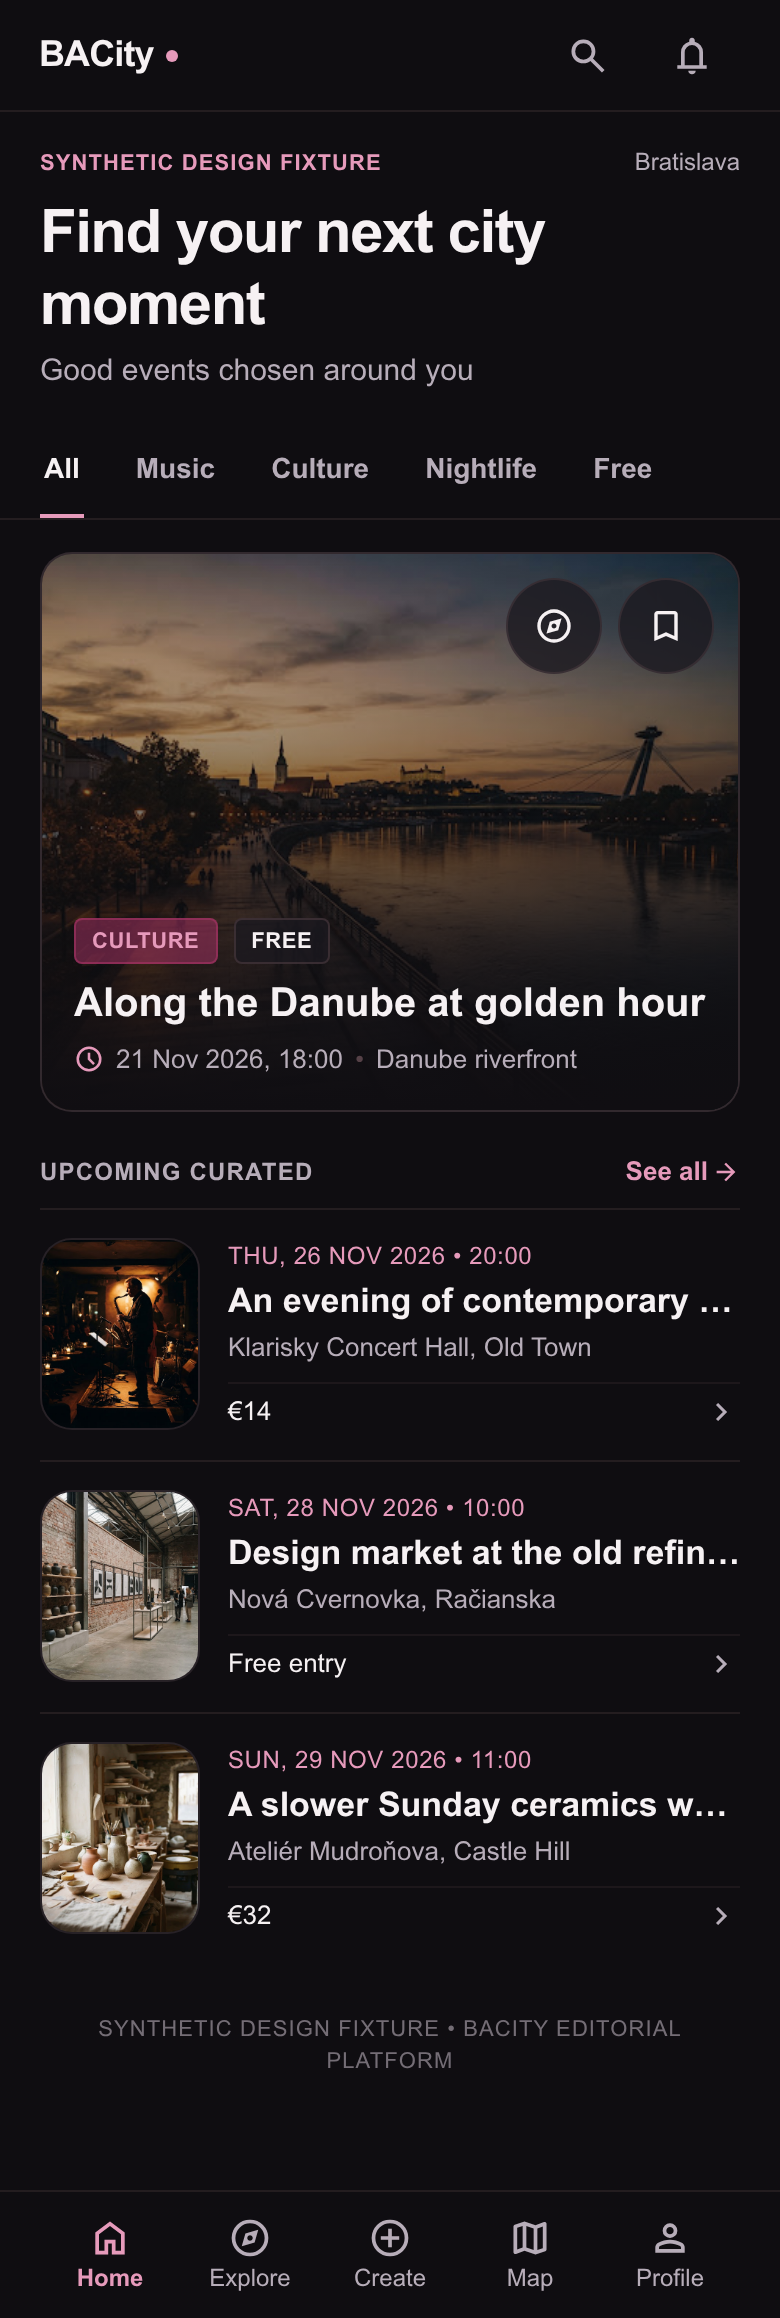 BACity
SYNTHETIC DESIGN FIXTURE
Bratislava
Find your next city
moment
Good events chosen around you
All Music Culture Nightlife Free
CULTURE FREE
Along the Danube at golden hour
21 Nov 2026, 18:00 • Danube riverfront
UPCOMING CURATED
See all →
THU, 26 NOV 2026 • 20:00
An evening of contemporary …
Klarisky Concert Hall, Old Town
€14
SAT, 28 NOV 2026 • 10:00
Design market at the old refin…
Nová Cvernovka, Račianska
Free entry
SUN, 29 NOV 2026 • 11:00
A slower Sunday ceramics w…
Ateliér Mudroňova, Castle Hill
€32
SYNTHETIC DESIGN FIXTURE • BACITY EDITORIAL
PLATFORM
Home Explore Create Map Profile